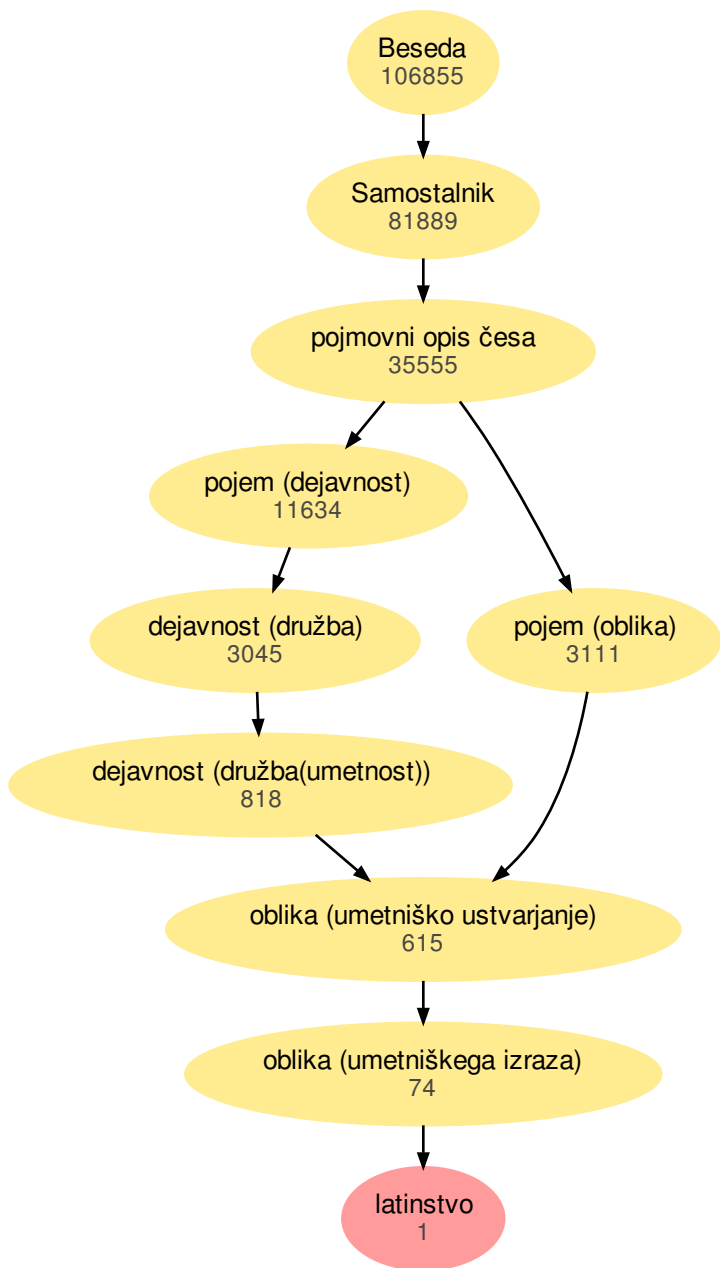 Beseda
106855
Samostalnik
81889
pojmovni opis česa
35555
pojem (dejavnost)
11634
dejavnost (družba)
3045
pojem (oblika)
3111
dejavnost (družba(umetnost))
818
oblika (umetniško ustvarjanje)
615
oblika (umetniškega izraza)
74
latinstvo
1